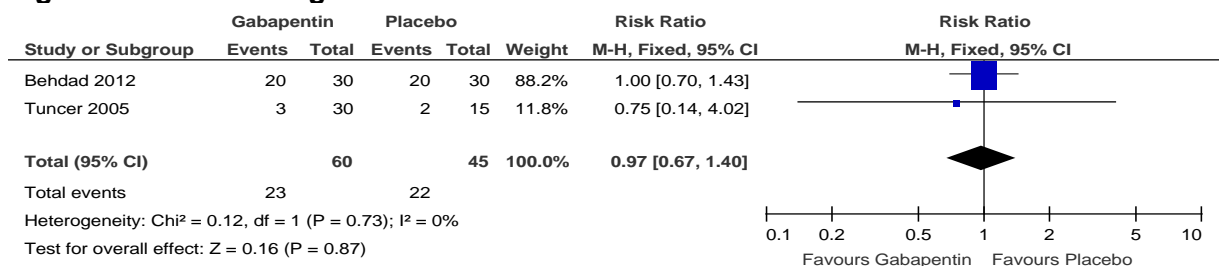 Gabapentin Placebo Risk Ratio Risk Ratio
Study or Subgroup Events Total Events Total Weight M-H, Fixed, 95% CI M-H, Fixed, 95% CI
Behdad 2012 20 30 20 30 88.2% 1.00 [0.70, 1.43]
Tuncer 2005 3 30 2 15 11.8% 0.75 [0.14, 4.02]
Total (95% CI) 60 45 100.0% 0.97 [0.67, 1.40]
Total events 23 22
Heterogeneity: Chi² = 0.12, df = 1 (P = 0.73); I² = 0%
Test for overall effect: Z = 0.16 (P = 0.87)
0.1 0.2 0.5 1 2 5 10
Favours Gabapentin Favours Placebo